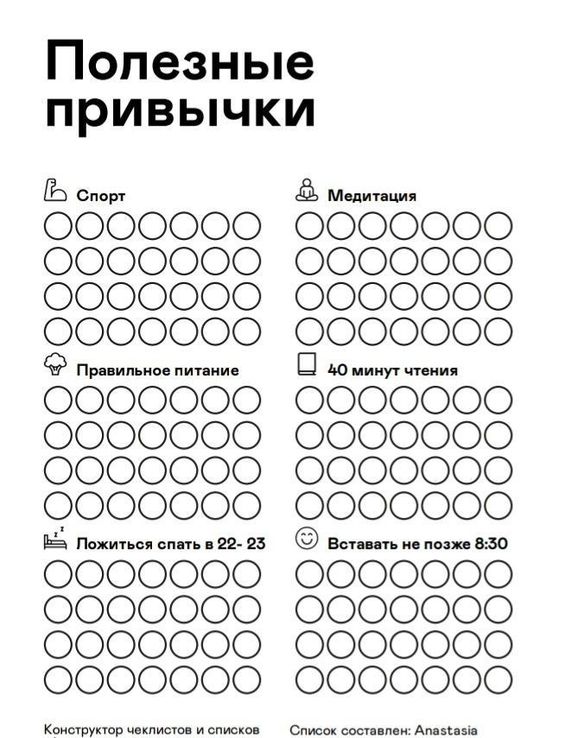 Полезные
привычки
Спорт
Медитация
Правильное питание
40 минут чтения
Ложиться спать в 22- 23
Вставать не позже 8:30
Конструктор чеклистов и списков
Список составлен: Anastasia